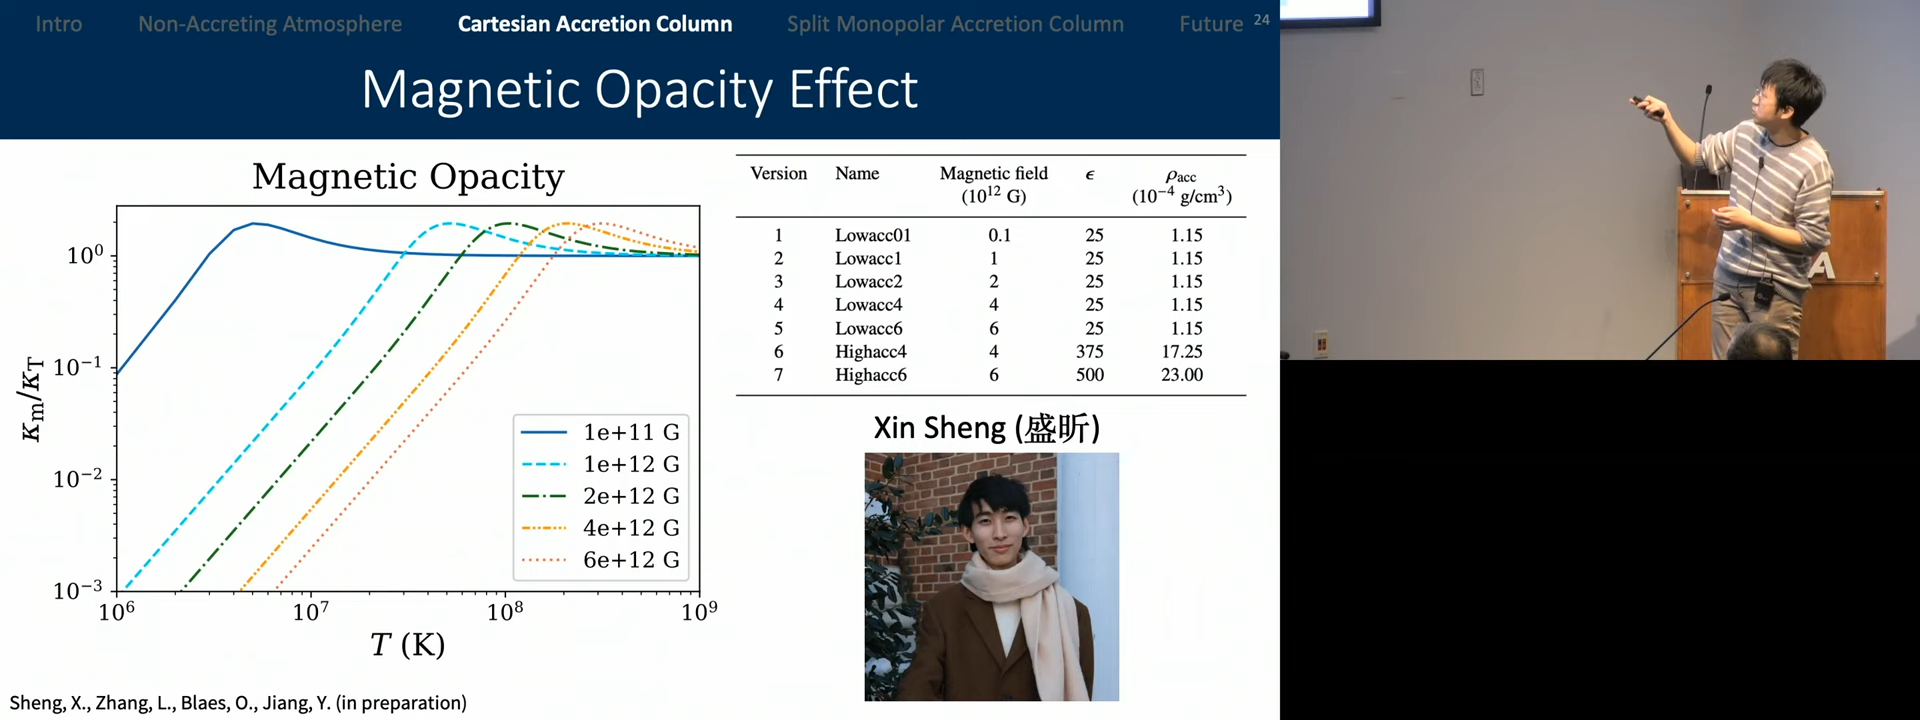 Intro Non-Accreting Atmosphere Cartesian Accretion Column Split Monopolar Accretion Column Future 24
Magnetic Opacity Effect
Magnetic Opacity
κm/κT
10⁰
10⁻¹
10⁻²
10⁻³
10⁶ 10⁷ 10⁸ 10⁹
T (K)
1e+11 G
1e+12 G
2e+12 G
4e+12 G
6e+12 G
Version Name Magnetic field ϵ ρacc
(10¹² G) (10⁻⁴ g/cm³)
1 Lowacc01 0.1 25 1.15
2 Lowacc1 1 25 1.15
3 Lowacc2 2 25 1.15
4 Lowacc4 4 25 1.15
5 Lowacc6 6 25 1.15
6 Highacc4 4 375 17.25
7 Highacc6 6 500 23.00
Xin Sheng (盛昕)
Sheng, X., Zhang, L., Blaes, O., Jiang, Y. (in preparation)
A